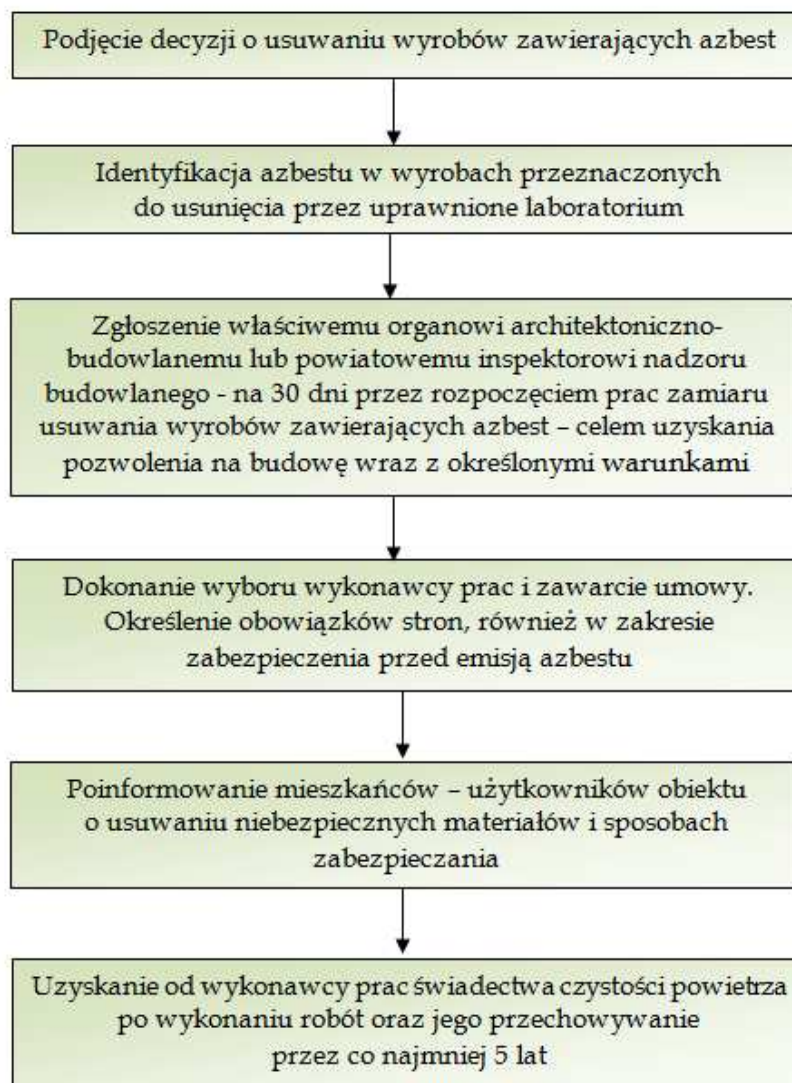 Podjęcie decyzji o usuwaniu wyrobów zawierających azbest
Identyfikacja azbestu w wyrobach przeznaczonych
do usunięcia przez uprawnione laboratorium
Zgłoszenie właściwemu organowi architektoniczno-
budowlanemu lub powiatowemu inspektorowi nadzoru
budowlanego - na 30 dni przez rozpoczęciem prac zamiaru
usuwania wyrobów zawierających azbest – celem uzyskania
pozwolenia na budowę wraz z określonymi warunkami
Dokonanie wyboru wykonawcy prac i zawarcie umowy.
Określenie obowiązków stron, również w zakresie
zabezpieczenia przed emisją azbestu
Poinformowanie mieszkańców – użytkowników obiektu
o usuwaniu niebezpiecznych materiałów i sposobach
zabezpieczania
Uzyskanie od wykonawcy prac świadectwa czystości powietrza
po wykonaniu robót oraz jego przechowywanie
przez co najmniej 5 lat